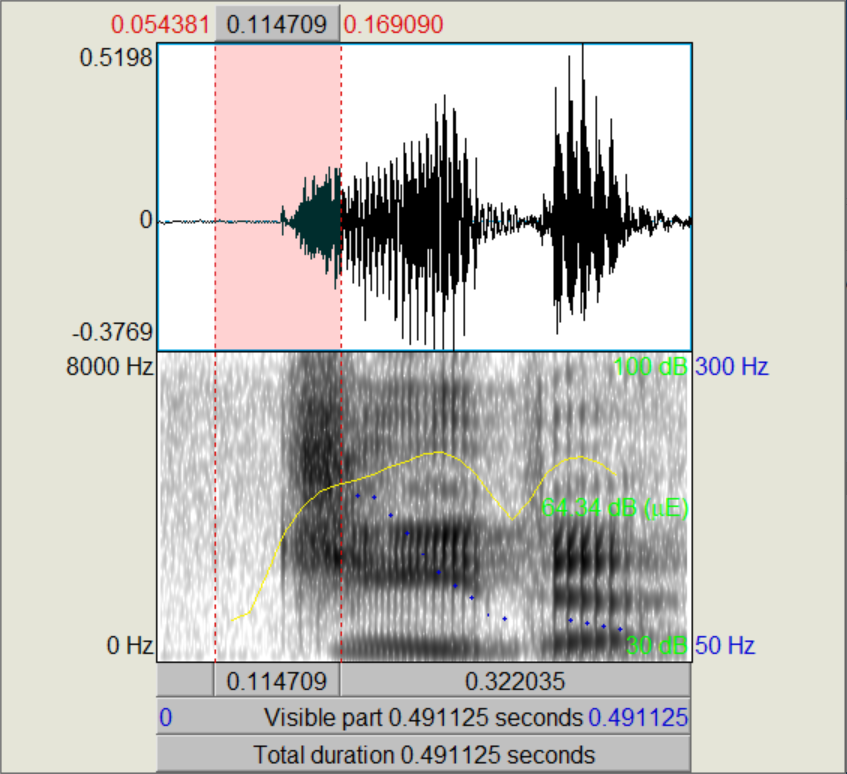 0.054381 0.114709 0.169090
0.5198
0
-0.3769
8000 Hz 100 dB 300 Hz
64.34 dB (µE)
0 Hz 30 dB 50 Hz
0.114709 0.322035
0 Visible part 0.491125 seconds 0.491125
Total duration 0.491125 seconds